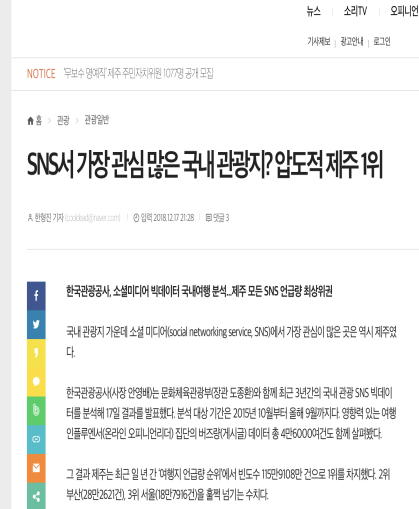 뉴스 소리TV 오피니언
기사제보 광고안내 로그인
NOTICE '무보수 명예직' 제주 주민자치위원 1077명 공개 모집
홈 > 관광 > 관광일반
SNS서 가장 관심 많은 국내 관광지? 압도적 제주 1위
한형진 기자 (cooldead@naver.com) 입력 2018.12.17 21:28 댓글 3
한국관광공사, 소셜미디어 빅데이터 국내여행 분석...제주 모든 SNS 언급량 최상위권
국내 관광지 가운데 소셜 미디어(social networking service, SNS)에서 가장 관심이 많은 곳은 역시 제주였
다.
한국관광공사(사장 안영배)는 문화체육관광부(장관 도종환)와 함께 최근 3년간의 국내 관광 SNS 빅데이
터를 분석해 17일 결과를 발표했다. 분석 대상 기간은 2015년 10월부터 올해 9월까지다. 영향력 있는 여행
인플루엔서(온라인 오피니언리더) 집단의 버즈량(게시글) 데이터 총 4만6000여건도 함께 살펴봤다.
그 결과 제주는 최근 일 년 간 '여행지 언급량 순위'에서 빈도수 115만9108만 건으로 1위를 차지했다. 2위
부산(28만2621건), 3위 서울(18만7916건)을 훌쩍 넘기는 수치다.